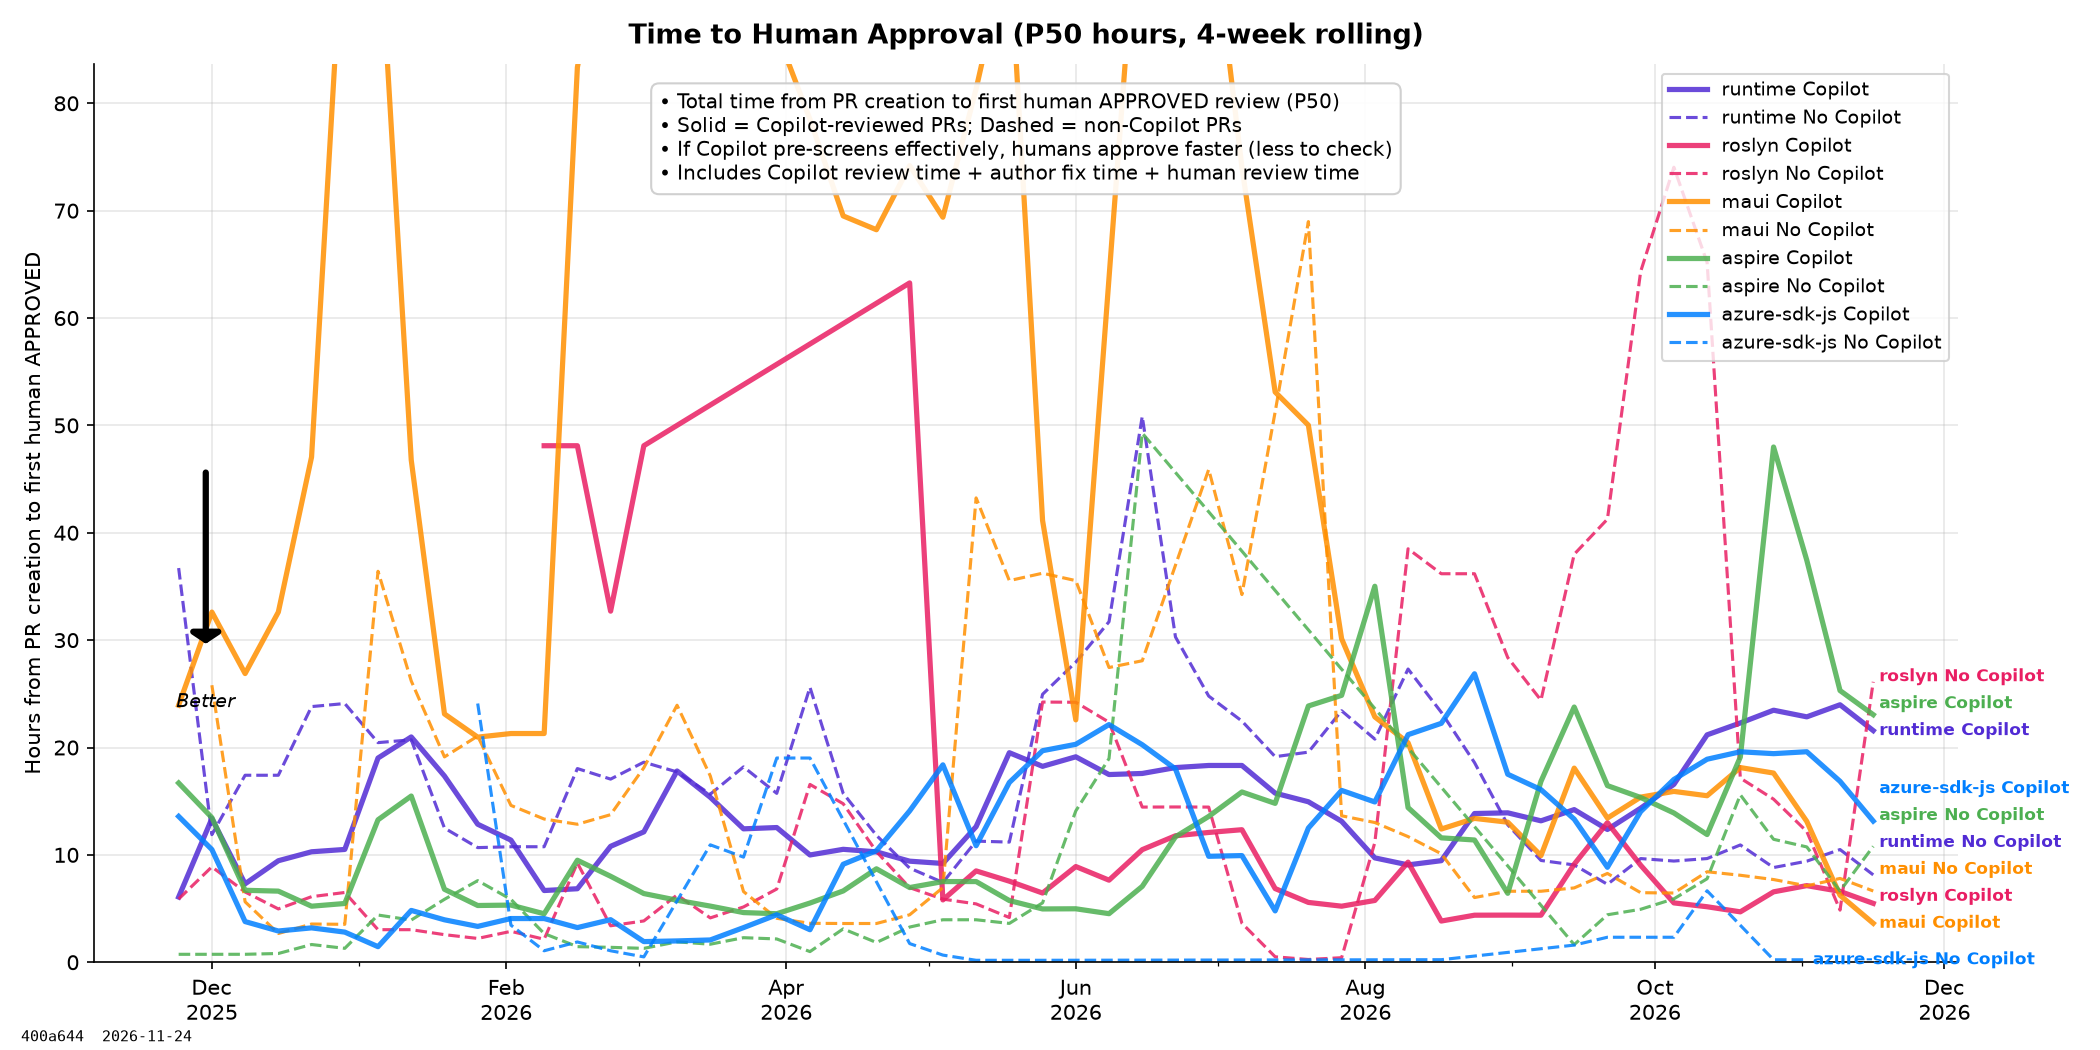 Time to Human Approval (P50 hours, 4-week rolling)
• Total time from PR creation to first human APPROVED review (P50)
• Solid = Copilot-reviewed PRs; Dashed = non-Copilot PRs
• If Copilot pre-screens effectively, humans approve faster (less to check)
• Includes Copilot review time + author fix time + human review time
runtime Copilot
runtime No Copilot
roslyn Copilot
roslyn No Copilot
maui Copilot
maui No Copilot
aspire Copilot
aspire No Copilot
azure-sdk-js Copilot
azure-sdk-js No Copilot
Hours from PR creation to first human APPROVED
80
70
60
50
40
30
20
10
0
Better
roslyn No Copilot
aspire Copilot
runtime Copilot
azure-sdk-js Copilot
aspire No Copilot
runtime No Copilot
maui No Copilot
roslyn Copilot
maui Copilot
azure-sdk-js No Copilot
Dec
2025
Feb
2026
Apr
2026
Jun
2026
Aug
2026
Oct
2026
Dec
2026
400a644 2026-11-24